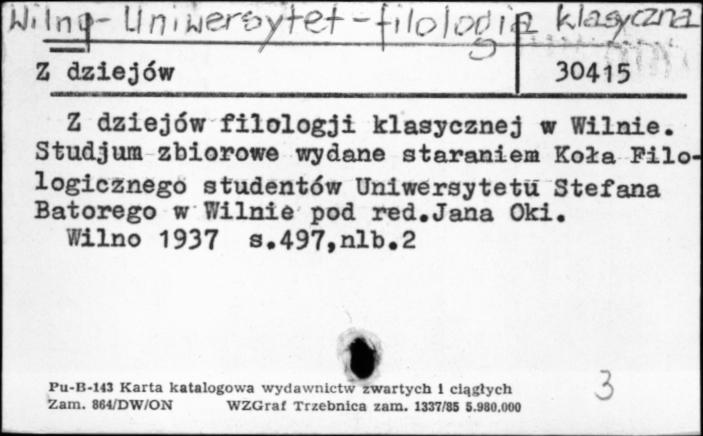 Wilno - Uniwersytet - filologia klasyczna
Z dziejów
30415
Z dziejów filologji klasycznej w Wilnie.
Studjum zbiorowe wydane staraniem Koła Filo-
logicznego studentów Uniwersytetu Stefana
Batorego w Wilnie pod red.Jana Oki.
Wilno 1937 s.497,nlb.2
3
Pu-B-143 Karta katalogowa wydawnictw zwartych i ciągłych
Zam. 864/DW/ON WZGraf Trzebnica zam. 1337/85 5.980.000